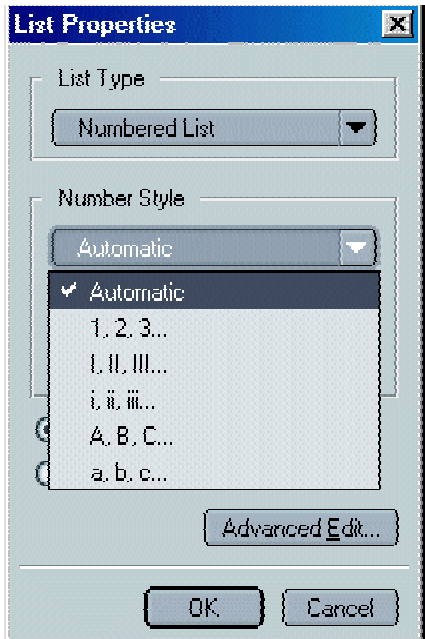 List Properties
List Type
Numbered List
Number Style
Automatic
Automatic
1, 2, 3...
I, II, III...
i, ii, iii...
A, B, C...
a, b, c...
Advanced Edit...
OK
Cancel